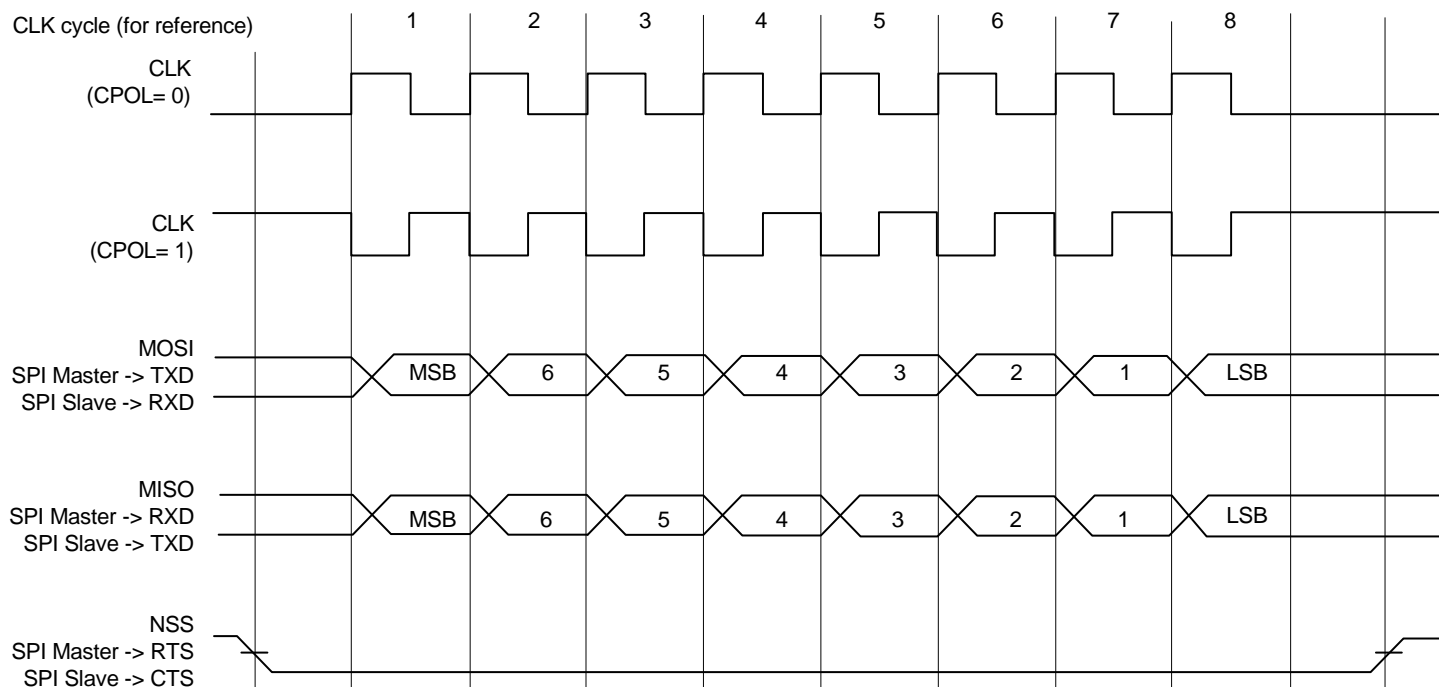 CLK cycle (for reference)
1 2 3 4 5 6 7 8
CLK
(CPOL= 0)
CLK
(CPOL= 1)
MOSI
SPI Master -> TXD
SPI Slave -> RXD
MSB 6 5 4 3 2 1 LSB
MISO
SPI Master -> RXD
SPI Slave -> TXD
MSB 6 5 4 3 2 1 LSB
NSS
SPI Master -> RTS
SPI Slave -> CTS